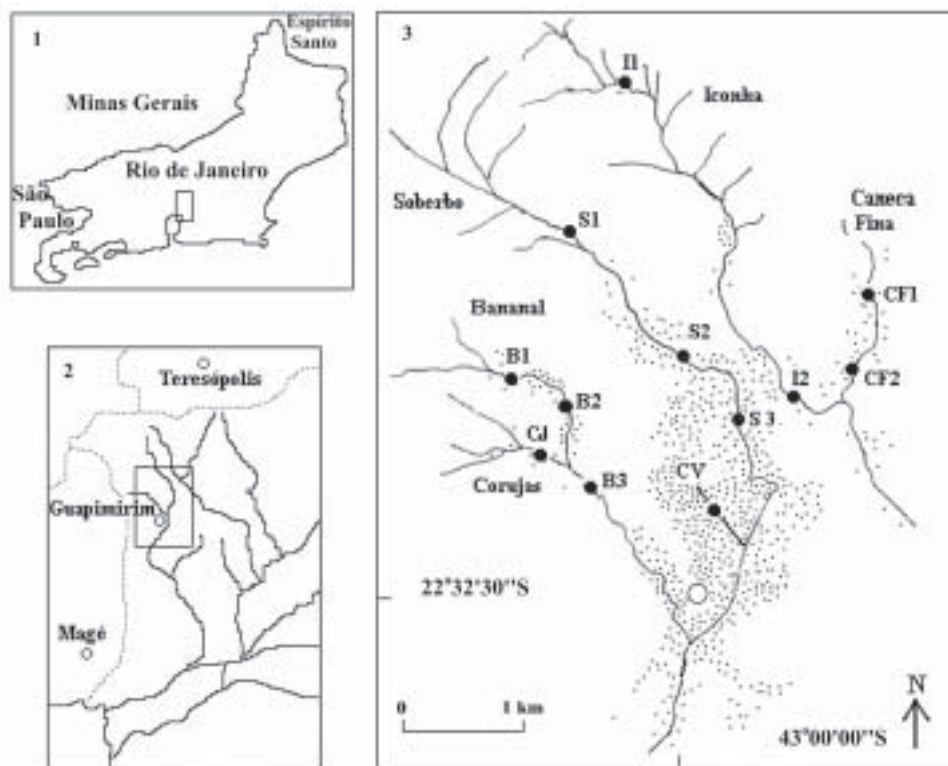 1
Espírito
Santo
Minas Gerais
Rio de Janeiro
São
Paulo
2
Teresópolis
Guapimirim
Magé
3
I1
Iconha
Soberbo
S1
Caneca
Fina
CF1
Bananal
S2
B1
CF2
I2
B2
S 3
CJ
Corujas
B3
CV
22°32'30''S
0
1 km
N
43°00'00''S